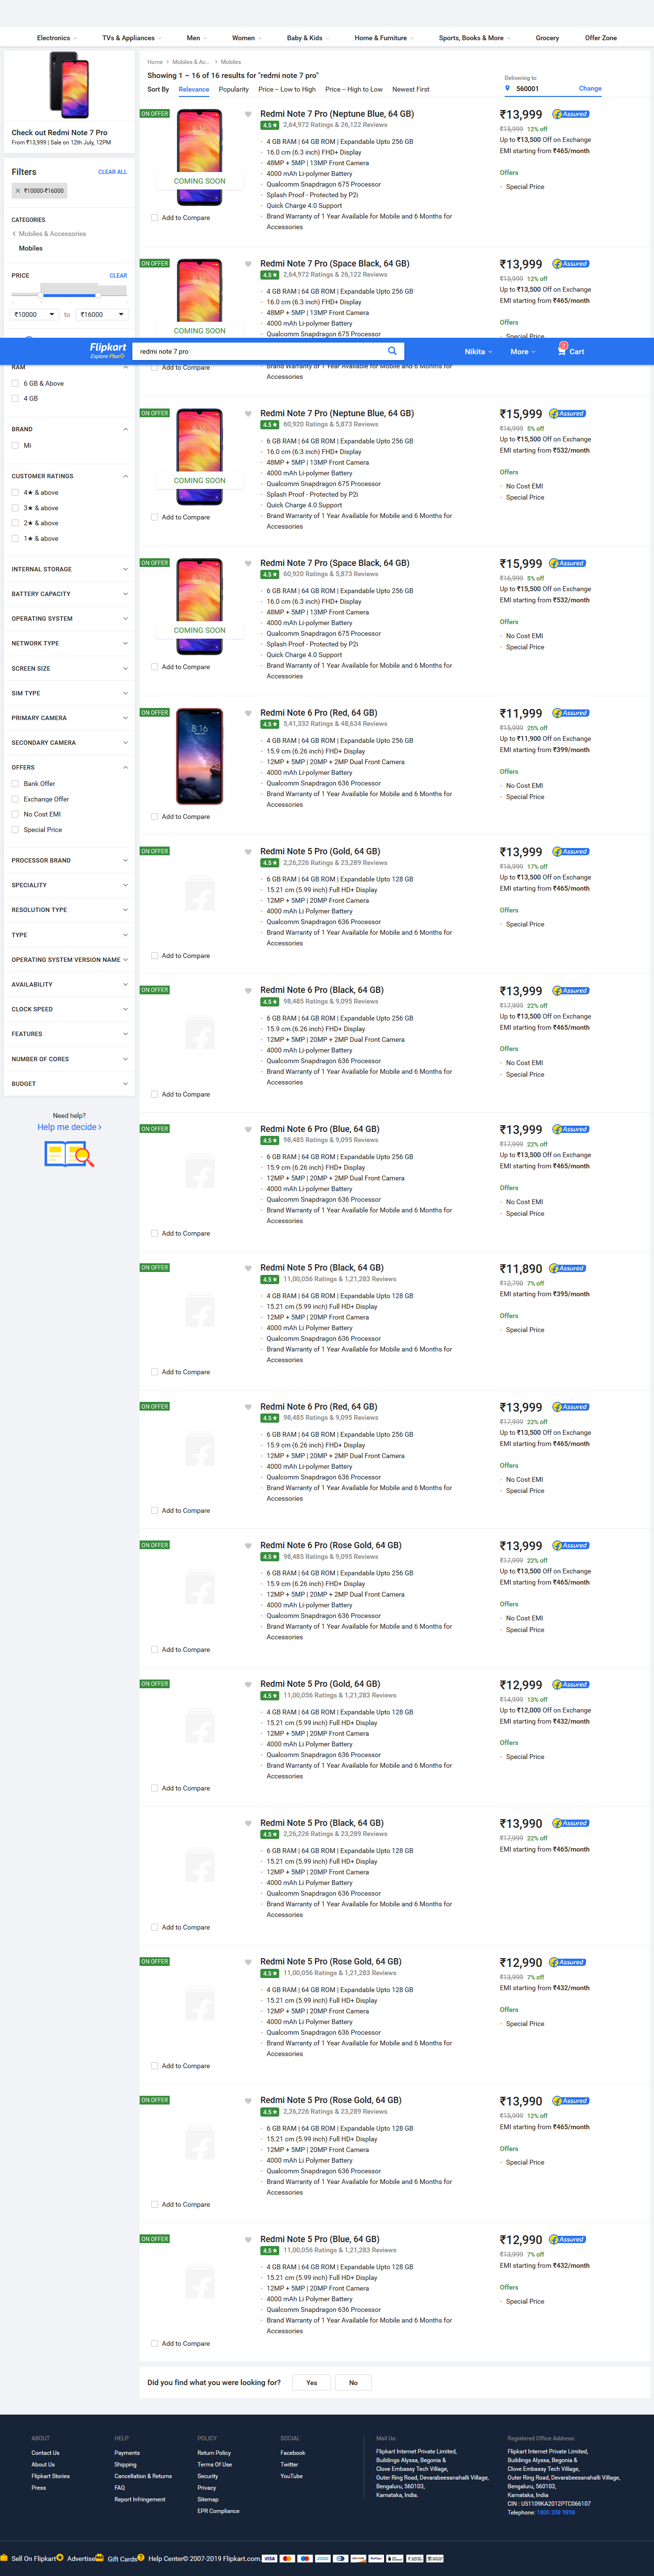 Electronics
TVs & Appliances
Men
Women
Baby & Kids
Home & Furniture
Sports, Books & More
Grocery
Offer Zone
Check out Redmi Note 7 Pro
From ₹13,999 | Sale on 12th July, 12PM
Filters
CLEAR ALL
✕ ₹10000-₹16000
CATEGORIES
Mobiles & Accessories
Mobiles
PRICE
CLEAR
₹10000 to ₹16000
RAM
6 GB & Above
4 GB
BRAND
Mi
CUSTOMER RATINGS
4★ & above
3★ & above
2★ & above
1★ & above
INTERNAL STORAGE
BATTERY CAPACITY
OPERATING SYSTEM
NETWORK TYPE
SCREEN SIZE
SIM TYPE
PRIMARY CAMERA
SECONDARY CAMERA
OFFERS
Bank Offer
Exchange Offer
No Cost EMI
Special Price
PROCESSOR BRAND
SPECIALITY
RESOLUTION TYPE
TYPE
OPERATING SYSTEM VERSION NAME
AVAILABILITY
CLOCK SPEED
FEATURES
NUMBER OF CORES
BUDGET
Need help?
Help me decide
Home > Mobiles & Ac... > Mobiles
Showing 1 – 16 of 16 results for "redmi note 7 pro"
Sort By Relevance Popularity Price – Low to High Price – High to Low Newest First
Delivering to
560001 Change
ON OFFER
COMING SOON
Add to Compare
Redmi Note 7 Pro (Neptune Blue, 64 GB)
4.5 ★ 2,64,972 Ratings & 26,122 Reviews
4 GB RAM | 64 GB ROM | Expandable Upto 256 GB
16.0 cm (6.3 inch) FHD+ Display
48MP + 5MP | 13MP Front Camera
4000 mAh Li-polymer Battery
Qualcomm Snapdragon 675 Processor
Splash Proof - Protected by P2i
Quick Charge 4.0 Support
Brand Warranty of 1 Year Available for Mobile and 6 Months for
Accessories
₹13,999 Assured
₹15,999 12% off
Up to ₹13,500 Off on Exchange
EMI starting from ₹465/month
Offers
Special Price
ON OFFER
COMING SOON
Redmi Note 7 Pro (Space Black, 64 GB)
4.5 ★ 2,64,972 Ratings & 26,122 Reviews
4 GB RAM | 64 GB ROM | Expandable Upto 256 GB
16.0 cm (6.3 inch) FHD+ Display
48MP + 5MP | 13MP Front Camera
4000 mAh Li-polymer Battery
Qualcomm Snapdragon 675 Processor
₹13,999 Assured
₹15,999 12% off
Up to ₹13,500 Off on Exchange
EMI starting from ₹465/month
Offers
Special Price
Flipkart
Explore Plus
redmi note 7 pro
Nikita
More
2
Cart
Add to Compare
Brand Warranty of 1 Year Available for Mobile and 6 Months for
Accessories
ON OFFER
COMING SOON
Add to Compare
Redmi Note 7 Pro (Neptune Blue, 64 GB)
4.5 ★ 60,920 Ratings & 5,873 Reviews
6 GB RAM | 64 GB ROM | Expandable Upto 256 GB
16.0 cm (6.3 inch) FHD+ Display
48MP + 5MP | 13MP Front Camera
4000 mAh Li-polymer Battery
Qualcomm Snapdragon 675 Processor
Splash Proof - Protected by P2i
Quick Charge 4.0 Support
Brand Warranty of 1 Year Available for Mobile and 6 Months for
Accessories
₹15,999 Assured
₹16,999 5% off
Up to ₹15,500 Off on Exchange
EMI starting from ₹532/month
Offers
No Cost EMI
Special Price
ON OFFER
COMING SOON
Add to Compare
Redmi Note 7 Pro (Space Black, 64 GB)
4.5 ★ 60,920 Ratings & 5,873 Reviews
6 GB RAM | 64 GB ROM | Expandable Upto 256 GB
16.0 cm (6.3 inch) FHD+ Display
48MP + 5MP | 13MP Front Camera
4000 mAh Li-polymer Battery
Qualcomm Snapdragon 675 Processor
Splash Proof - Protected by P2i
Quick Charge 4.0 Support
Brand Warranty of 1 Year Available for Mobile and 6 Months for
Accessories
₹15,999 Assured
₹16,999 5% off
Up to ₹15,500 Off on Exchange
EMI starting from ₹532/month
Offers
No Cost EMI
Special Price
ON OFFER
8:16
Add to Compare
Redmi Note 6 Pro (Red, 64 GB)
4.5 ★ 5,41,332 Ratings & 48,634 Reviews
4 GB RAM | 64 GB ROM | Expandable Upto 256 GB
15.9 cm (6.26 inch) FHD+ Display
12MP + 5MP | 20MP + 2MP Dual Front Camera
4000 mAh Li-polymer Battery
Qualcomm Snapdragon 636 Processor
Brand Warranty of 1 Year Available for Mobile and 6 Months for
Accessories
₹11,999 Assured
₹15,999 25% off
Up to ₹11,900 Off on Exchange
EMI starting from ₹399/month
Offers
No Cost EMI
Special Price
ON OFFER
Add to Compare
Redmi Note 5 Pro (Gold, 64 GB)
4.5 ★ 2,26,226 Ratings & 23,289 Reviews
6 GB RAM | 64 GB ROM | Expandable Upto 128 GB
15.21 cm (5.99 inch) Full HD+ Display
12MP + 5MP | 20MP Front Camera
4000 mAh Li Polymer Battery
Qualcomm Snapdragon 636 Processor
Brand Warranty of 1 Year Available for Mobile and 6 Months for
Accessories
₹13,999 Assured
₹16,999 17% off
Up to ₹13,500 Off on Exchange
EMI starting from ₹465/month
Offers
Special Price
ON OFFER
Add to Compare
Redmi Note 6 Pro (Black, 64 GB)
4.5 ★ 98,485 Ratings & 9,095 Reviews
6 GB RAM | 64 GB ROM | Expandable Upto 256 GB
15.9 cm (6.26 inch) FHD+ Display
12MP + 5MP | 20MP + 2MP Dual Front Camera
4000 mAh Li-polymer Battery
Qualcomm Snapdragon 636 Processor
Brand Warranty of 1 Year Available for Mobile and 6 Months for
Accessories
₹13,999 Assured
₹17,999 22% off
Up to ₹13,500 Off on Exchange
EMI starting from ₹465/month
Offers
No Cost EMI
Special Price
ON OFFER
Add to Compare
Redmi Note 6 Pro (Blue, 64 GB)
4.5 ★ 98,485 Ratings & 9,095 Reviews
6 GB RAM | 64 GB ROM | Expandable Upto 256 GB
15.9 cm (6.26 inch) FHD+ Display
12MP + 5MP | 20MP + 2MP Dual Front Camera
4000 mAh Li-polymer Battery
Qualcomm Snapdragon 636 Processor
Brand Warranty of 1 Year Available for Mobile and 6 Months for
Accessories
₹13,999 Assured
₹17,999 22% off
Up to ₹13,500 Off on Exchange
EMI starting from ₹465/month
Offers
No Cost EMI
Special Price
ON OFFER
Add to Compare
Redmi Note 5 Pro (Black, 64 GB)
4.5 ★ 11,00,056 Ratings & 1,21,283 Reviews
4 GB RAM | 64 GB ROM | Expandable Upto 128 GB
15.21 cm (5.99 inch) Full HD+ Display
12MP + 5MP | 20MP Front Camera
4000 mAh Li Polymer Battery
Qualcomm Snapdragon 636 Processor
Brand Warranty of 1 Year Available for Mobile and 6 Months for
Accessories
₹11,890 Assured
₹12,790 7% off
EMI starting from ₹395/month
Offers
Special Price
ON OFFER
Add to Compare
Redmi Note 6 Pro (Red, 64 GB)
4.5 ★ 98,485 Ratings & 9,095 Reviews
6 GB RAM | 64 GB ROM | Expandable Upto 256 GB
15.9 cm (6.26 inch) FHD+ Display
12MP + 5MP | 20MP + 2MP Dual Front Camera
4000 mAh Li-polymer Battery
Qualcomm Snapdragon 636 Processor
Brand Warranty of 1 Year Available for Mobile and 6 Months for
Accessories
₹13,999 Assured
₹17,999 22% off
Up to ₹13,500 Off on Exchange
EMI starting from ₹465/month
Offers
No Cost EMI
Special Price
ON OFFER
Add to Compare
Redmi Note 6 Pro (Rose Gold, 64 GB)
4.5 ★ 98,485 Ratings & 9,095 Reviews
6 GB RAM | 64 GB ROM | Expandable Upto 256 GB
15.9 cm (6.26 inch) FHD+ Display
12MP + 5MP | 20MP + 2MP Dual Front Camera
4000 mAh Li-polymer Battery
Qualcomm Snapdragon 636 Processor
Brand Warranty of 1 Year Available for Mobile and 6 Months for
Accessories
₹13,999 Assured
₹17,999 22% off
Up to ₹13,500 Off on Exchange
EMI starting from ₹465/month
Offers
No Cost EMI
Special Price
ON OFFER
Add to Compare
Redmi Note 5 Pro (Gold, 64 GB)
4.5 ★ 11,00,056 Ratings & 1,21,283 Reviews
4 GB RAM | 64 GB ROM | Expandable Upto 128 GB
15.21 cm (5.99 inch) Full HD+ Display
12MP + 5MP | 20MP Front Camera
4000 mAh Li Polymer Battery
Qualcomm Snapdragon 636 Processor
Brand Warranty of 1 Year Available for Mobile and 6 Months for
Accessories
₹12,999 Assured
₹14,999 13% off
Up to ₹12,000 Off on Exchange
EMI starting from ₹432/month
Offers
Special Price
Add to Compare
Redmi Note 5 Pro (Black, 64 GB)
4.5 ★ 2,26,226 Ratings & 23,289 Reviews
6 GB RAM | 64 GB ROM | Expandable Upto 128 GB
15.21 cm (5.99 inch) Full HD+ Display
12MP + 5MP | 20MP Front Camera
4000 mAh Li Polymer Battery
Qualcomm Snapdragon 636 Processor
Brand Warranty of 1 Year Available for Mobile and 6 Months for
Accessories
₹13,990 Assured
₹17,999 22% off
EMI starting from ₹465/month
ON OFFER
Add to Compare
Redmi Note 5 Pro (Rose Gold, 64 GB)
4.5 ★ 11,00,056 Ratings & 1,21,283 Reviews
4 GB RAM | 64 GB ROM | Expandable Upto 128 GB
15.21 cm (5.99 inch) Full HD+ Display
12MP + 5MP | 20MP Front Camera
4000 mAh Li Polymer Battery
Qualcomm Snapdragon 636 Processor
Brand Warranty of 1 Year Available for Mobile and 6 Months for
Accessories
₹12,990 Assured
₹13,999 7% off
EMI starting from ₹432/month
Offers
Special Price
ON OFFER
Add to Compare
Redmi Note 5 Pro (Rose Gold, 64 GB)
4.5 ★ 2,26,226 Ratings & 23,289 Reviews
6 GB RAM | 64 GB ROM | Expandable Upto 128 GB
15.21 cm (5.99 inch) Full HD+ Display
12MP + 5MP | 20MP Front Camera
4000 mAh Li Polymer Battery
Qualcomm Snapdragon 636 Processor
Brand Warranty of 1 Year Available for Mobile and 6 Months for
Accessories
₹13,990 Assured
₹15,999 12% off
EMI starting from ₹465/month
Offers
Special Price
ON OFFER
Add to Compare
Redmi Note 5 Pro (Blue, 64 GB)
4.5 ★ 11,00,056 Ratings & 1,21,283 Reviews
4 GB RAM | 64 GB ROM | Expandable Upto 128 GB
15.21 cm (5.99 inch) Full HD+ Display
12MP + 5MP | 20MP Front Camera
4000 mAh Li Polymer Battery
Qualcomm Snapdragon 636 Processor
Brand Warranty of 1 Year Available for Mobile and 6 Months for
Accessories
₹12,990 Assured
₹13,999 7% off
EMI starting from ₹432/month
Offers
Special Price
Did you find what you were looking for? Yes No
ABOUT
Contact Us
About Us
Flipkart Stories
Press
HELP
Payments
Shipping
Cancellation & Returns
FAQ
Report Infringement
POLICY
Return Policy
Terms Of Use
Security
Privacy
Sitemap
EPR Compliance
SOCIAL
Facebook
Twitter
YouTube
Mail Us:
Flipkart Internet Private Limited,
Buildings Alyssa, Begonia &
Clove Embassy Tech Village,
Outer Ring Road, Devarabeesanahalli Village,
Bengaluru, 560103,
Karnataka, India.
Registered Office Address:
Flipkart Internet Private Limited,
Buildings Alyssa, Begonia &
Clove Embassy Tech Village,
Outer Ring Road, Devarabeesanahalli Village,
Bengaluru, 560103,
Karnataka, India
CIN : U51109KA2012PTC066107
Telephone: 1800 208 9898
Sell On Flipkart Advertise Gift Cards Help Center © 2007-2019 Flipkart.com VISA